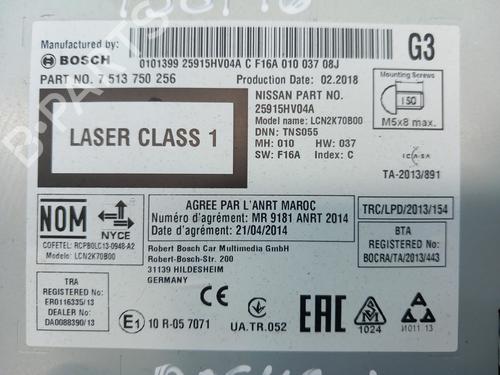 Manufactured by:
BOSCH
0101399 25915HV04A C F16A 010 037 08J
G3
PART NO. 7 513 750 256
Production Date: 02.2018
LASER CLASS 1
NISSAN PART NO.
25915HV04A
Model name: LCN2K70B00
DNN: TNS055
MH: 010 HW: 037
SW: F16A Index: C
Mounting Screws
ISO
M5x8 max.
ICASA
TA-2013/891
NOM
NYCE
COFETEL: RCPBOLC13-0948-A2
Modelo: LCN2K70B00
AGREE PAR L'ANRT MAROC
Numéro d'agrément: MR 9181 ANRT 2014
Date d'agrément: 21/04/2014
TRC/LPD/2013/154
BTA
REGISTERED No:
BOCRA/TA/2013/443
Robert Bosch Car Multimedia GmbH
Robert-Bosch-Str. 200
31139 HILDESHEIM
GERMANY
TRA
REGISTERED No:
ER0116335/13
DEALER No:
DA0088390/13
CE
E1 10 R-05 7071
UA.TR.052
EAC
1024
И011 13